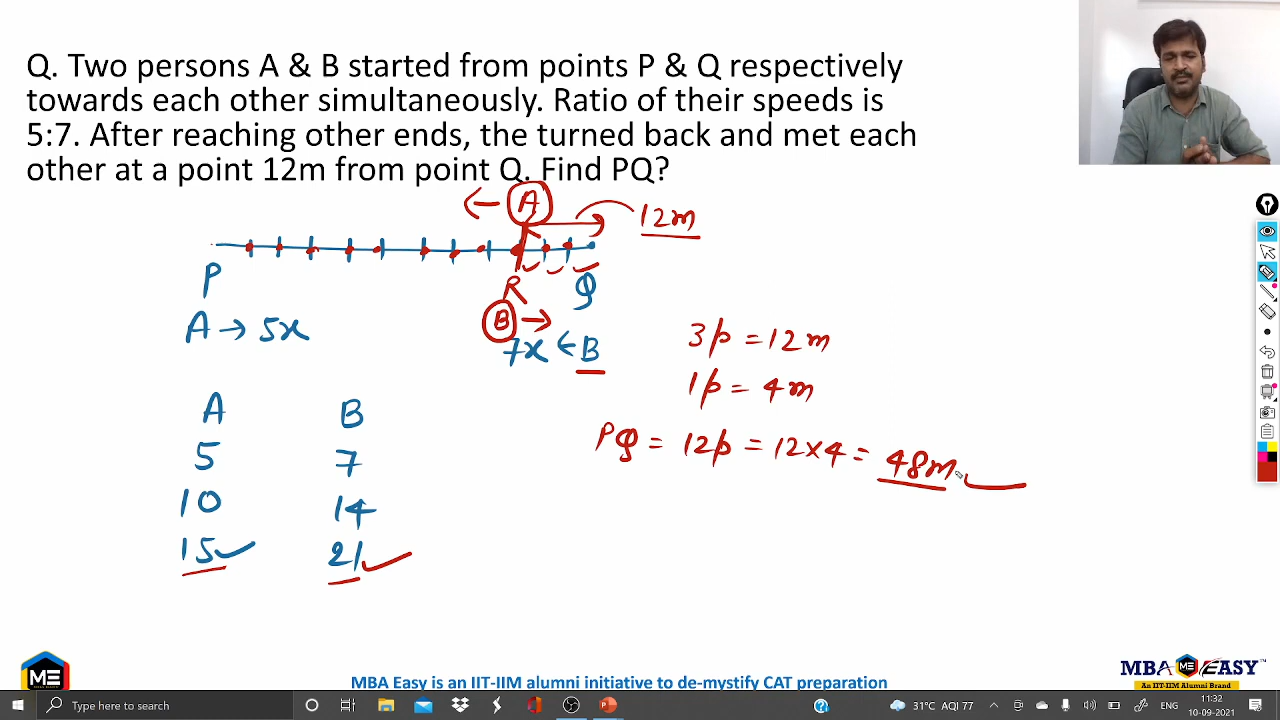 Q. Two persons A & B started from points P & Q respectively
towards each other simultaneously. Ratio of their speeds is
5:7. After reaching other ends, the turned back and met each
other at a point 12m from point Q. Find PQ?
A
12m
P
R
Q
B
A → 5x
7x ← B
3p = 12m
1p = 4m
PQ = 12p = 12×4 = 48m
A B
5 7
10 14
15 21
ME
MBA Easy is an IIT-IIM alumni initiative to de-mystify CAT preparation
MBA ME EASY™
An IIT-IIM Alumni Brand
Type here to search
31°C AQI 77
ENG
11:32
10-09-2021